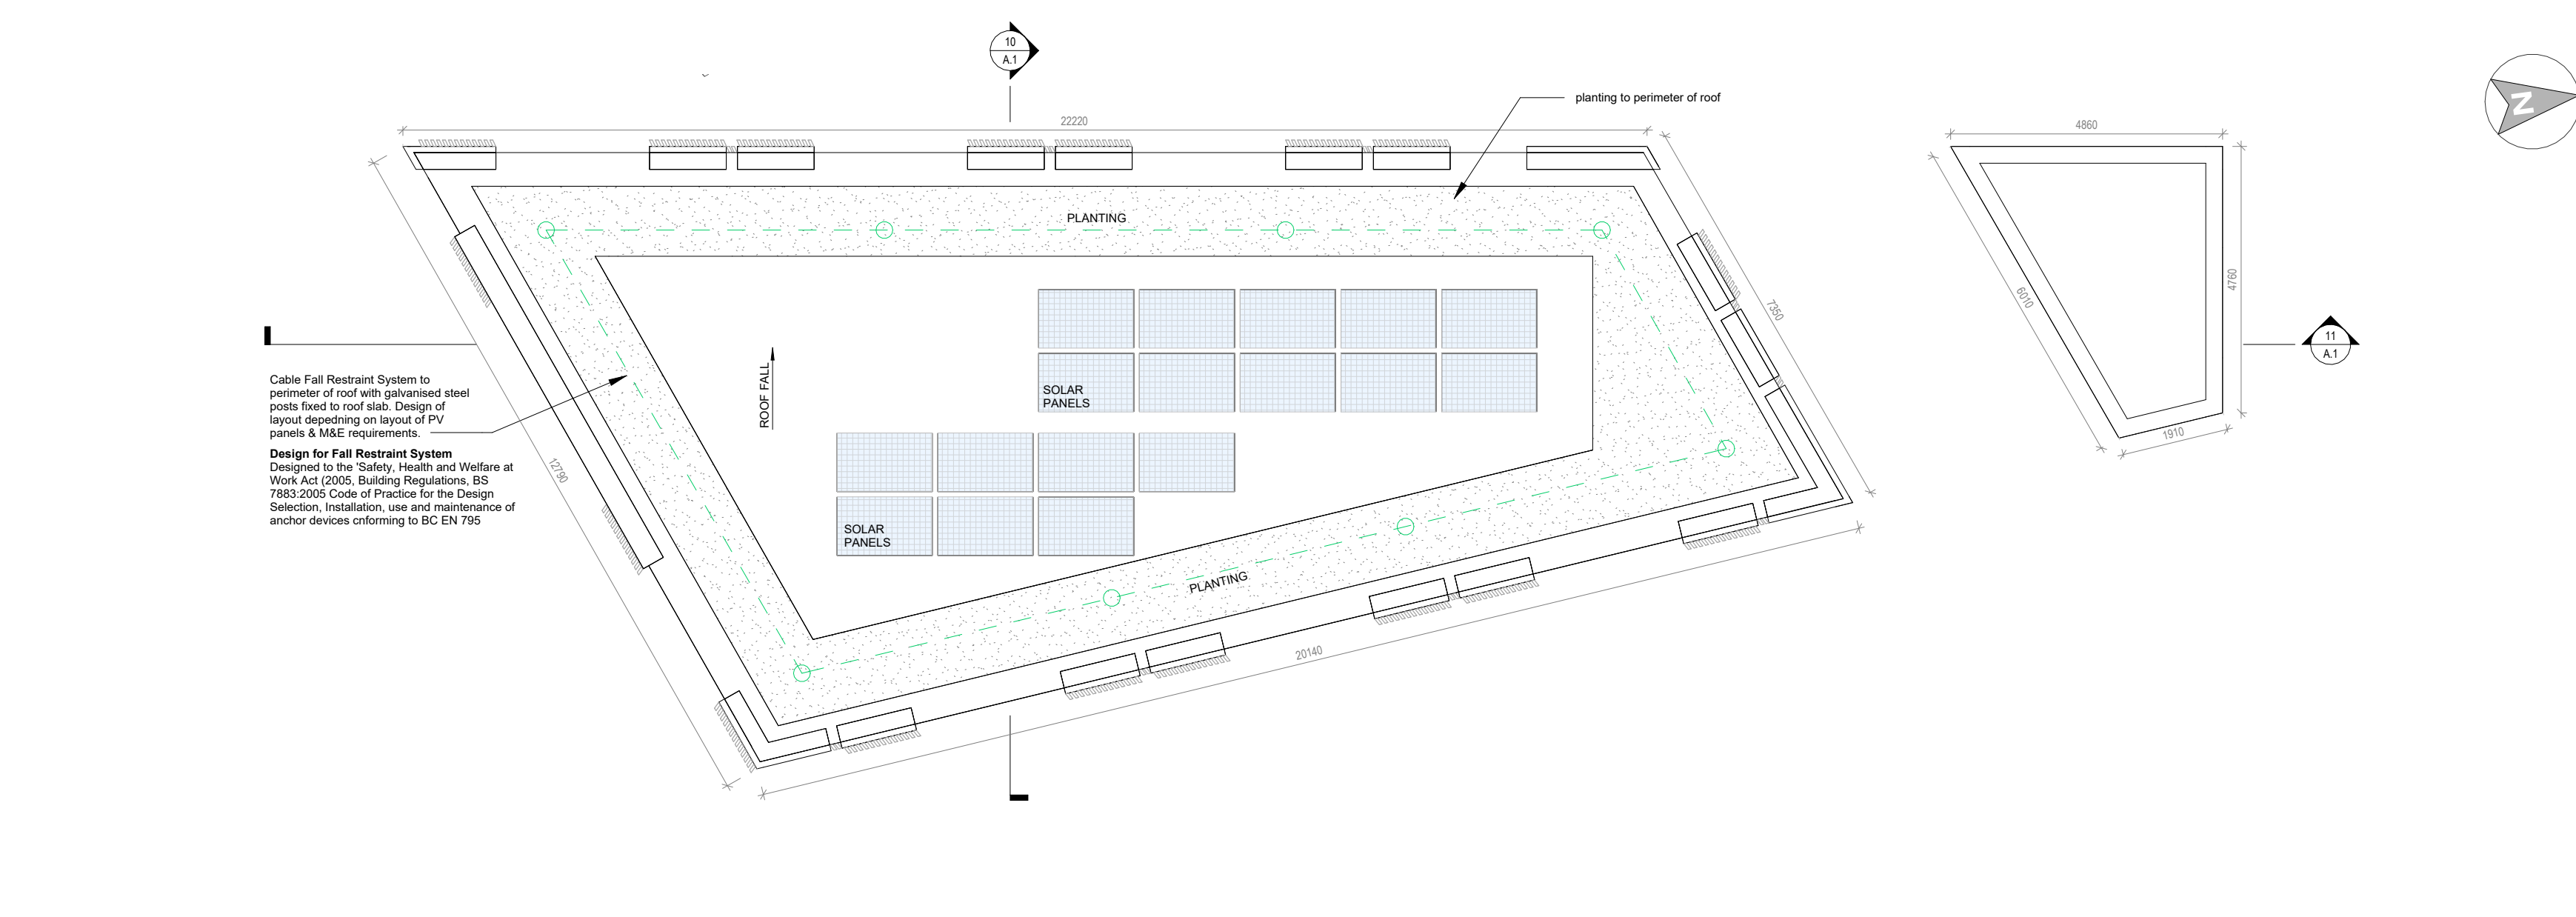 10
A.1
planting to perimeter of roof
22220
4860
N
PLANTING
7350
6010
4760
11
A.1
Cable Fall Restraint System to
perimeter of roof with galvanised steel
posts fixed to roof slab. Design of
layout depedning on layout of PV
panels & M&E requirements.
Design for Fall Restraint System
Designed to the 'Safety, Health and Welfare at
Work Act (2005, Building Regulations, BS
7883:2005 Code of Practice for the Design
Selection, Installation, use and maintenance of
anchor devices cnforming to BC EN 795
ROOF FALL
SOLAR
PANELS
1910
12790
SOLAR
PANELS
PLANTING
20140